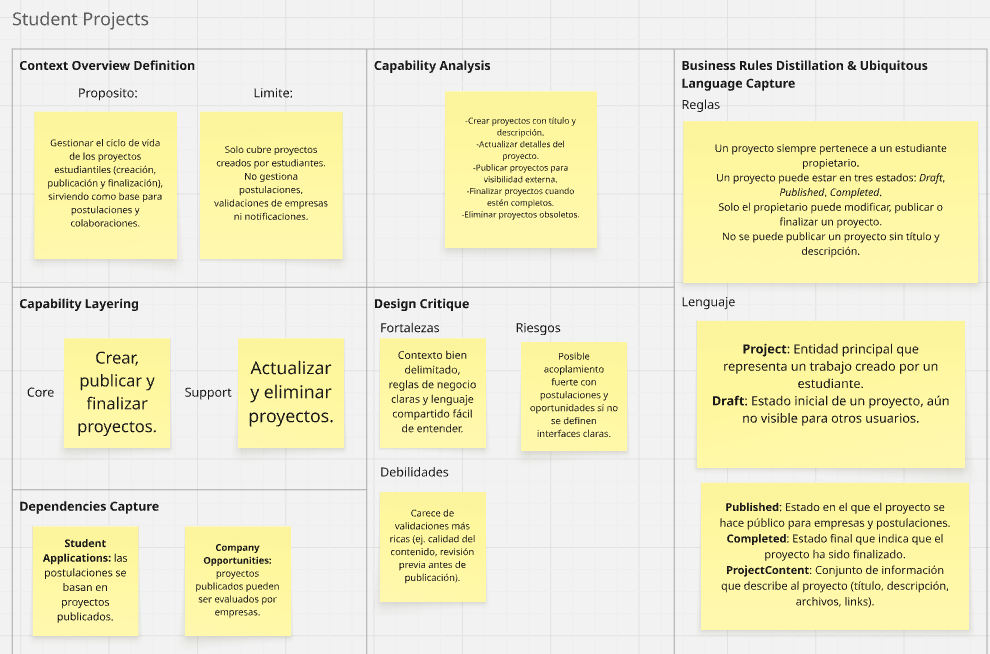 Student Projects
Context Overview Definition
Proposito:
Limite:
Gestionar el ciclo de vida
de los proyectos
estudiantiles (creación,
publicación y finalización),
sirviendo como base para
postulaciones y
colaboraciones.
Solo cubre proyectos
creados por estudiantes.
No gestiona
postulaciones,
validaciones de empresas
ni notificaciones.
Capability Analysis
-Crear proyectos con título y
descripción.
-Actualizar detalles del
proyecto.
-Publicar proyectos para
visibilidad externa.
-Finalizar proyectos cuando
estén completos.
-Eliminar proyectos obsoletos.
Business Rules Distillation & Ubiquitous
Language Capture
Reglas
Un proyecto siempre pertenece a un estudiante
propietario.
Un proyecto puede estar en tres estados: Draft,
Published, Completed.
Solo el propietario puede modificar, publicar o
finalizar un proyecto.
No se puede publicar un proyecto sin título y
descripción.
Lenguaje
Project: Entidad principal que
representa un trabajo creado por un
estudiante.
Draft: Estado inicial de un proyecto, aún
no visible para otros usuarios.
Published: Estado en el que el proyecto se
hace público para empresas y postulaciones.
Completed: Estado final que indica que el
proyecto ha sido finalizado.
ProjectContent: Conjunto de información
que describe al proyecto (título, descripción,
archivos, links).
Capability Layering
Core
Crear,
publicar y
finalizar
proyectos.
Support
Actualizar
y eliminar
proyectos.
Design Critique
Fortalezas
Contexto bien
delimitado,
reglas de negocio
claras y lenguaje
compartido fácil
de entender.
Riesgos
Posible
acoplamiento
fuerte con
postulaciones y
oportunidades si no
se definen
interfaces claras.
Debilidades
Carece de
validaciones más
ricas (ej. calidad del
contenido, revisión
previa antes de
publicación).
Dependencies Capture
Student
Applications: las
postulaciones se
basan en
proyectos
publicados.
Company
Opportunities:
proyectos
publicados pueden
ser evaluados por
empresas.